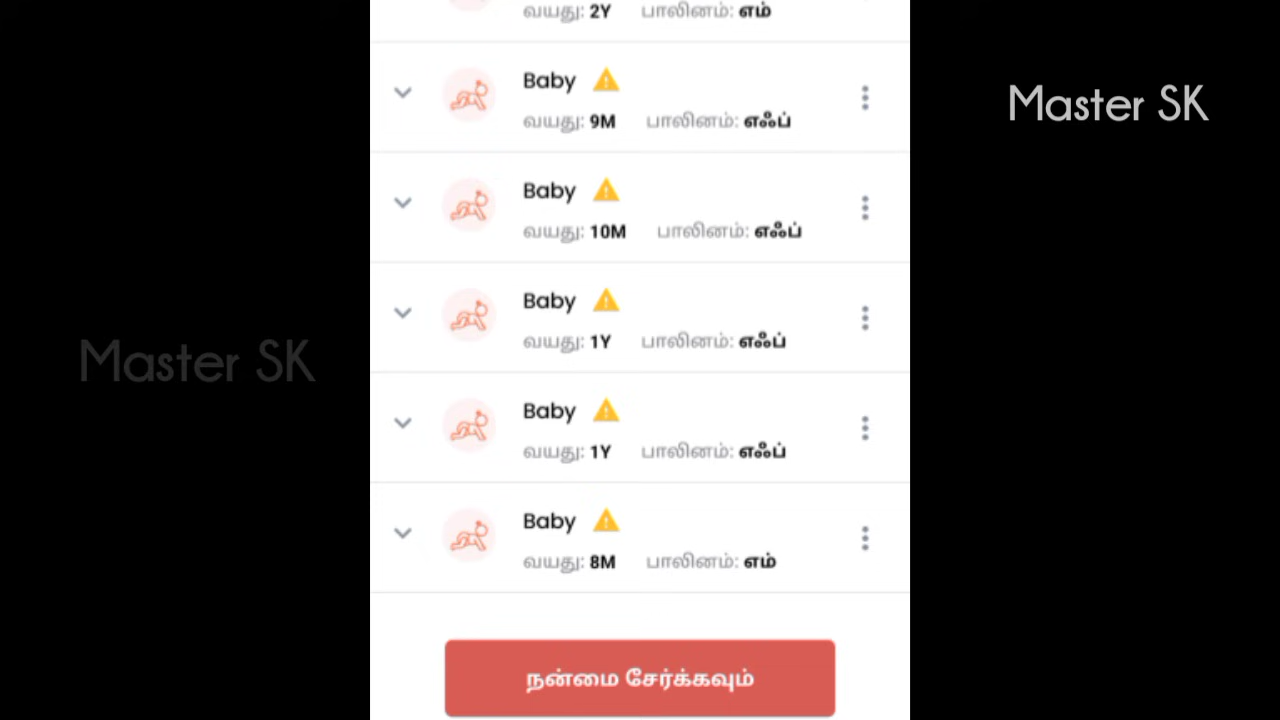 வயது: 2Y பாலினம்: எம்
Baby
வயது: 9M பாலினம்: எஃப்
Baby
வயது: 10M பாலினம்: எஃப்
Baby
வயது: 1Y பாலினம்: எஃப்
Baby
வயது: 1Y பாலினம்: எஃப்
Baby
வயது: 8M பாலினம்: எம்
நன்மை சேர்க்கவும்
Master SK
Master SK